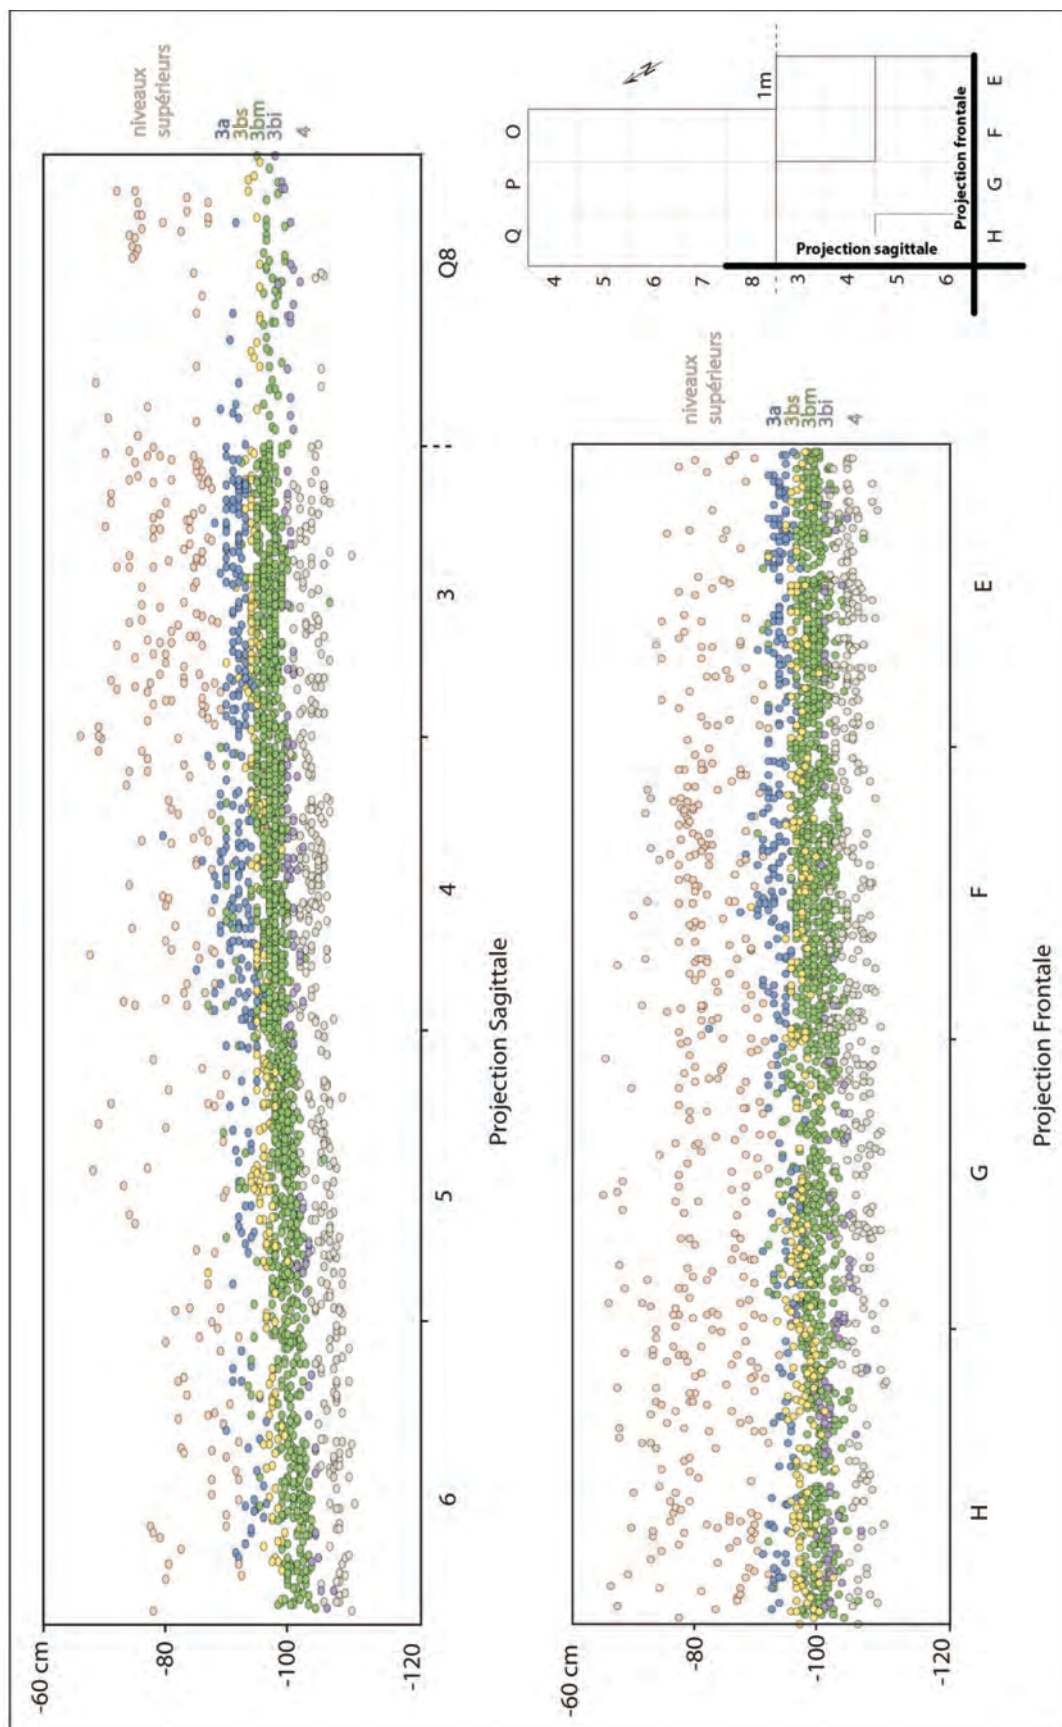 niveaux
supérieurs
3a
3bs
3bm
3bi
4
-60 cm
-80
-100
-120
6
5
4
3
Q8
Projection Sagittale
niveaux
supérieurs
3a
3bs
3bm
3bi
4
-60 cm
-80
-100
-120
H
G
F
E
Projection Frontale
N
Q
P
O
1m
4
5
6
7
8
3
4
5
6
Projection sagittale
Projection frontale
H
G
F
E